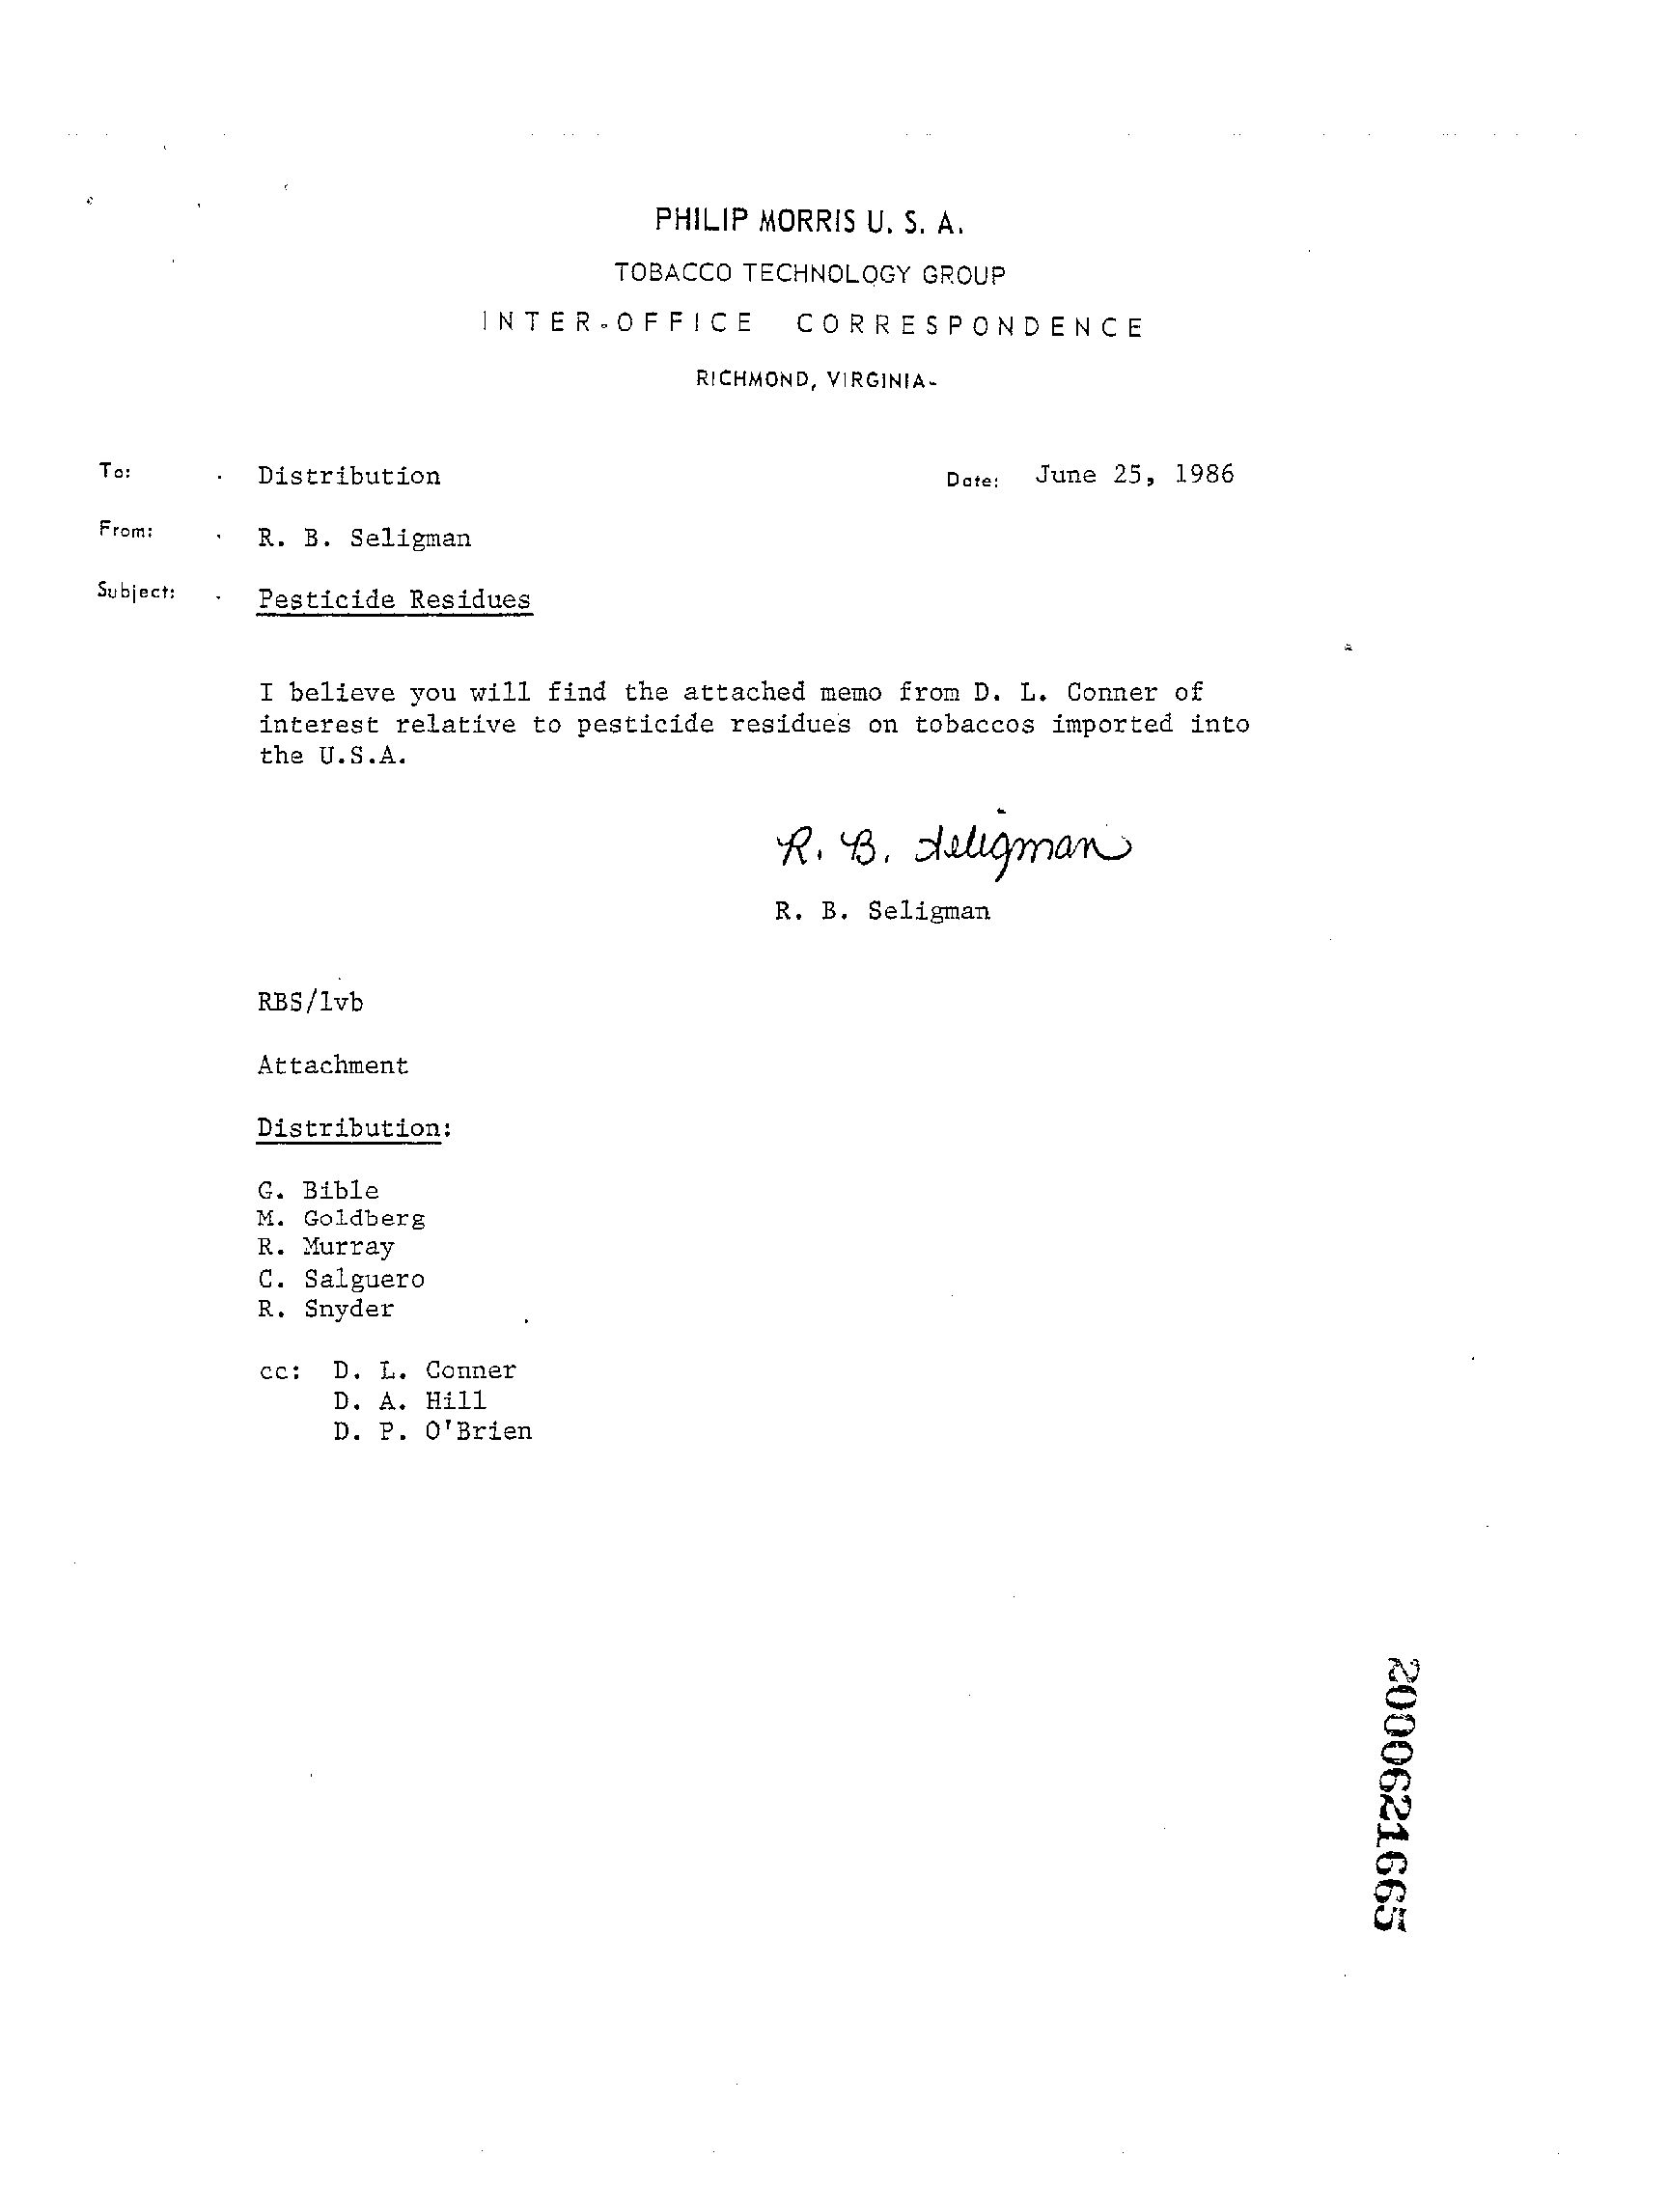 PHILIP MORRIS U. S. A.
TOBACCO TECHNOLOGY GROUP
INTER-OFFICE CORRESPONDENCE
RICHMOND, VIRGINIA-
To: Distribution Date: June 25, 1986
From: R. B. Seligman
Subject: Pesticide Residues
I believe you will find the attached memo from D. L. Conner of
interest relative to pesticide residues on tobaccos imported into
the U.S.A.
R. B. Seligman
R. B. Seligman
RBS/lvb
Attachment
Distribution:
G. Bible
M. Goldberg
R. Murray
C. Salguero
R. Snyder
cc: D. L. Conner
D. A. Hill
D. P. O'Brien
2000621665